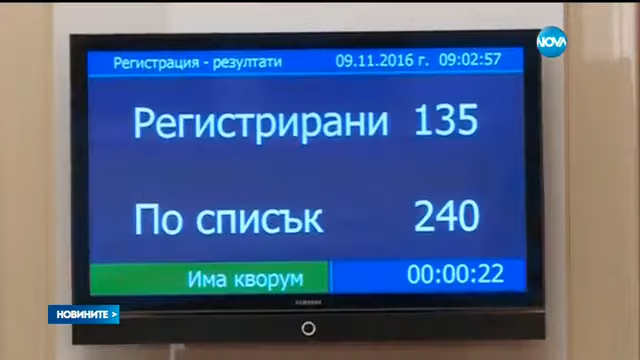 NOVA
Регистрация - резултати 09.11.2016 г. 09:02:57
Регистрирани 135
По списък 240
Има кворум 00:00:22
SAMSUNG
НОВИНИТЕ >